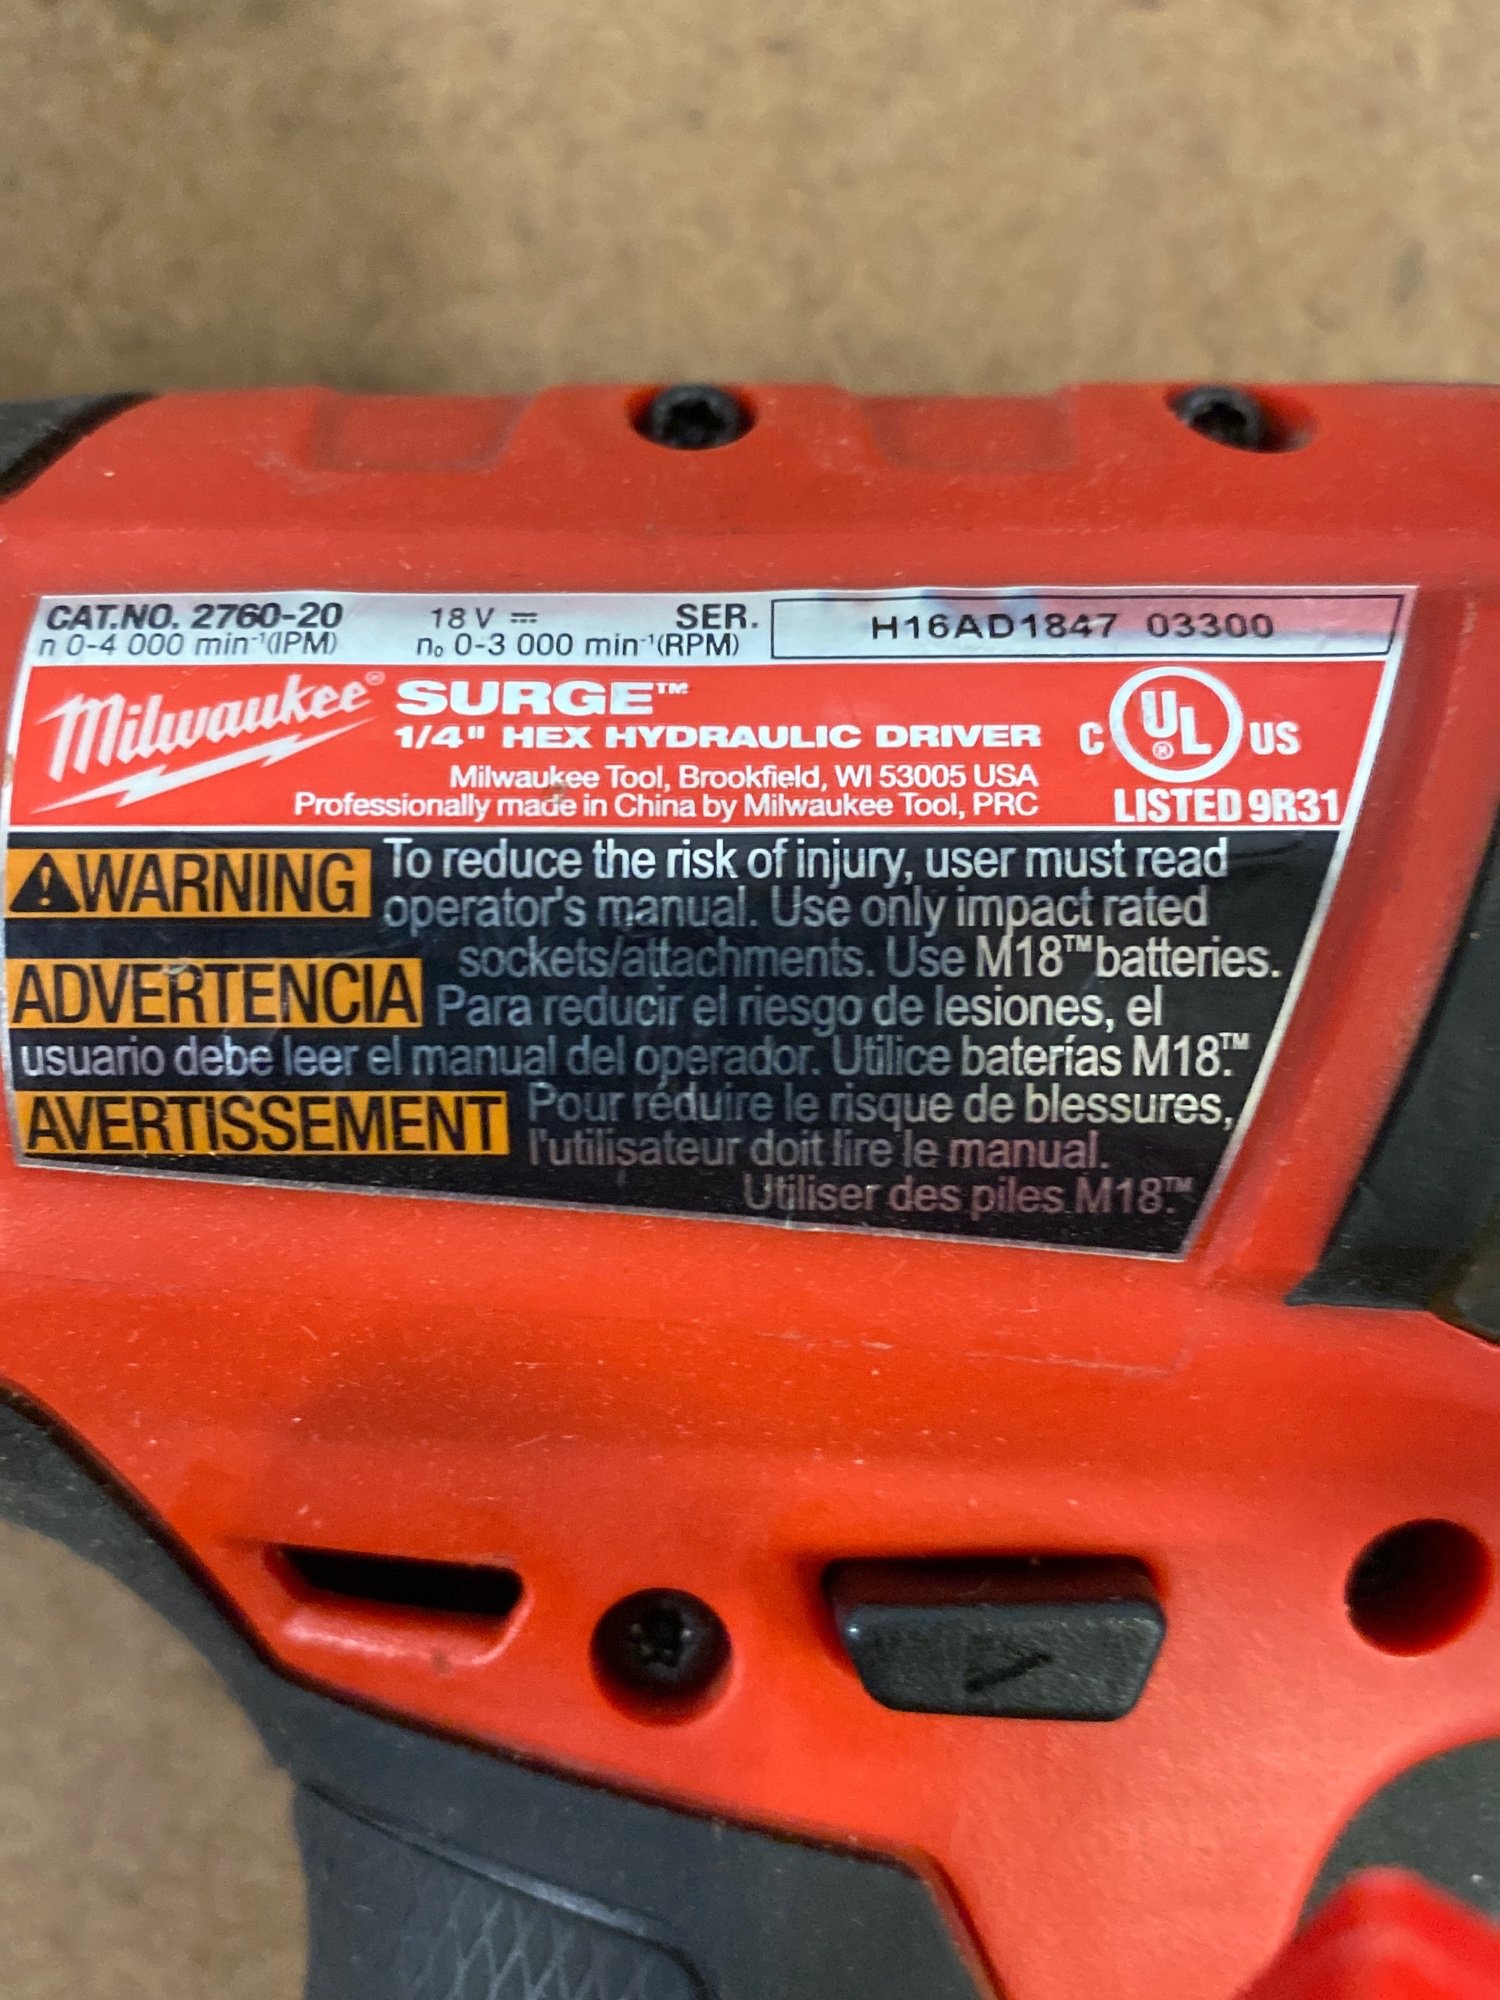 CAT.NO. 2760-20 18 V ⎓ SER. H16AD1847 03300
n 0-4 000 min⁻¹(IPM) n₀ 0-3 000 min⁻¹(RPM)
Milwaukee® SURGE™
1/4" HEX HYDRAULIC DRIVER C UL® US
Milwaukee Tool, Brookfield, WI 53005 USA
Professionally made in China by Milwaukee Tool, PRC LISTED 9R31
⚠WARNING To reduce the risk of injury, user must read
operator's manual. Use only impact rated
sockets/attachments. Use M18™ batteries.
ADVERTENCIA Para reducir el riesgo de lesiones, el
usuario debe leer el manual del operador. Utilice baterías M18™.
AVERTISSEMENT Pour réduire le risque de blessures,
l'utilisateur doit lire le manual.
Utiliser des piles M18™.